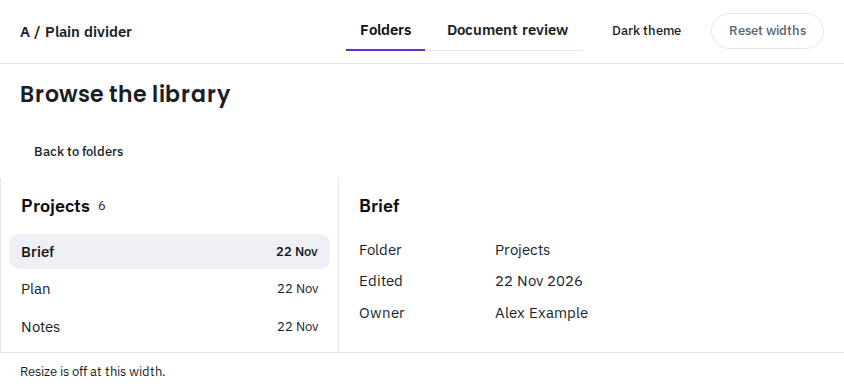 A / Plain divider
Folders
Document review
Dark theme
Reset widths
Browse the library
Back to folders
Projects 6
Brief 22 Nov
Plan 22 Nov
Notes 22 Nov
Brief
Folder Projects
Edited 22 Nov 2026
Owner Alex Example
Resize is off at this width.